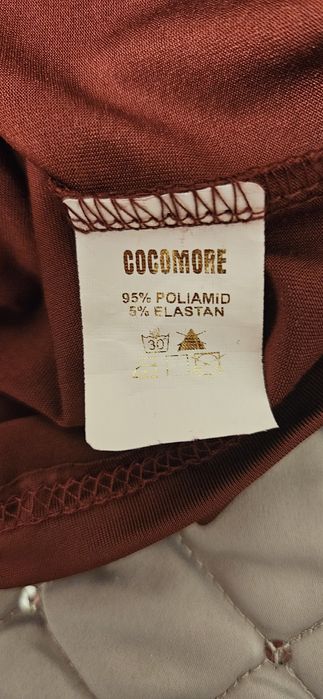 COCOMORE
95% POLIAMID
5% ELASTAN
30